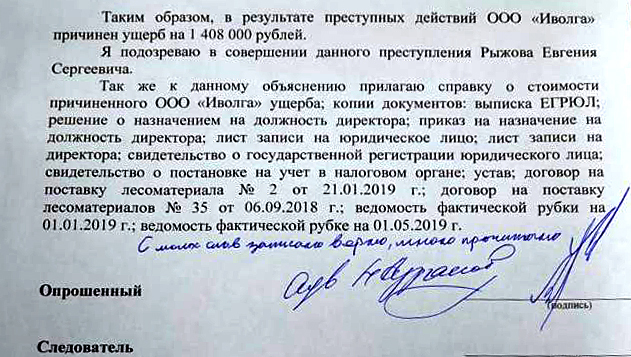 Таким образом, в результате преступных действий ООО «Иволга»
причинен ущерб на 1 408 000 рублей.
Я подозреваю в совершении данного преступления Рыжова Евгения
Сергеевича.
Так же к данному объяснению прилагаю справку о стоимости
причиненного ООО «Иволга» ущерба; копии документов: выписка ЕГРЮЛ;
решение о назначением на должность директора; приказ на назначение на
должность директора; лист записи на юридическое лицо; лист записи на
директора; свидетельство о государственной регистрации юридического лица;
свидетельство о постановке на учет в налоговом органе; устав; договор на
поставку лесоматериала № 2 от 21.01.2019 г.; договор на поставку
лесоматериалов № 35 от 06.09.2018 г.; ведомость фактической рубки на
01.01.2019 г.; ведомость фактической рубке на 01.05.2019 г.
С моих слов записано верно, мною прочитано
Опрошенный
(подпись)
Следователь